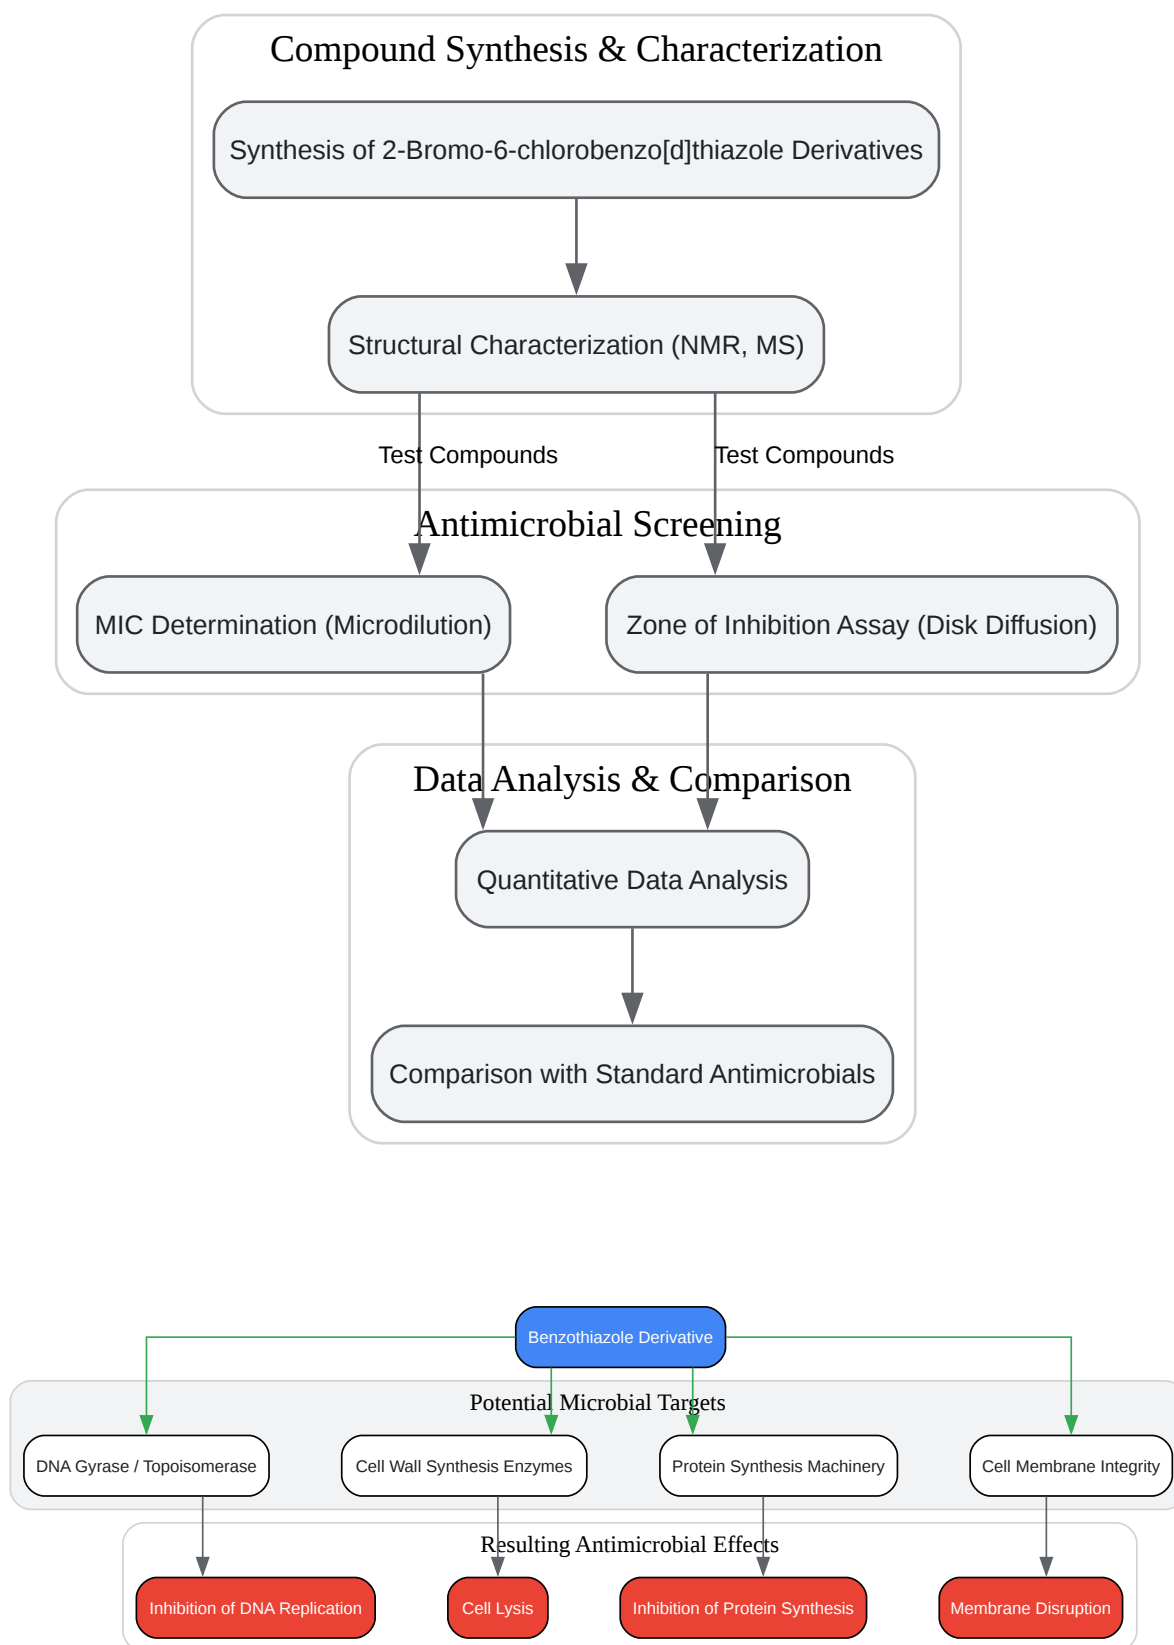 Compound Synthesis & Characterization
Synthesis of 2-Bromo-6-chlorobenzo[d]thiazole Derivatives
Structural Characterization (NMR, MS)
Test Compounds
Test Compounds
Antimicrobial Screening
MIC Determination (Microdilution)
Zone of Inhibition Assay (Disk Diffusion)
Data Analysis & Comparison
Quantitative Data Analysis
Comparison with Standard Antimicrobials
Benzothiazole Derivative
Potential Microbial Targets
DNA Gyrase / Topoisomerase
Cell Wall Synthesis Enzymes
Protein Synthesis Machinery
Cell Membrane Integrity
Resulting Antimicrobial Effects
Inhibition of DNA Replication
Cell Lysis
Inhibition of Protein Synthesis
Membrane Disruption